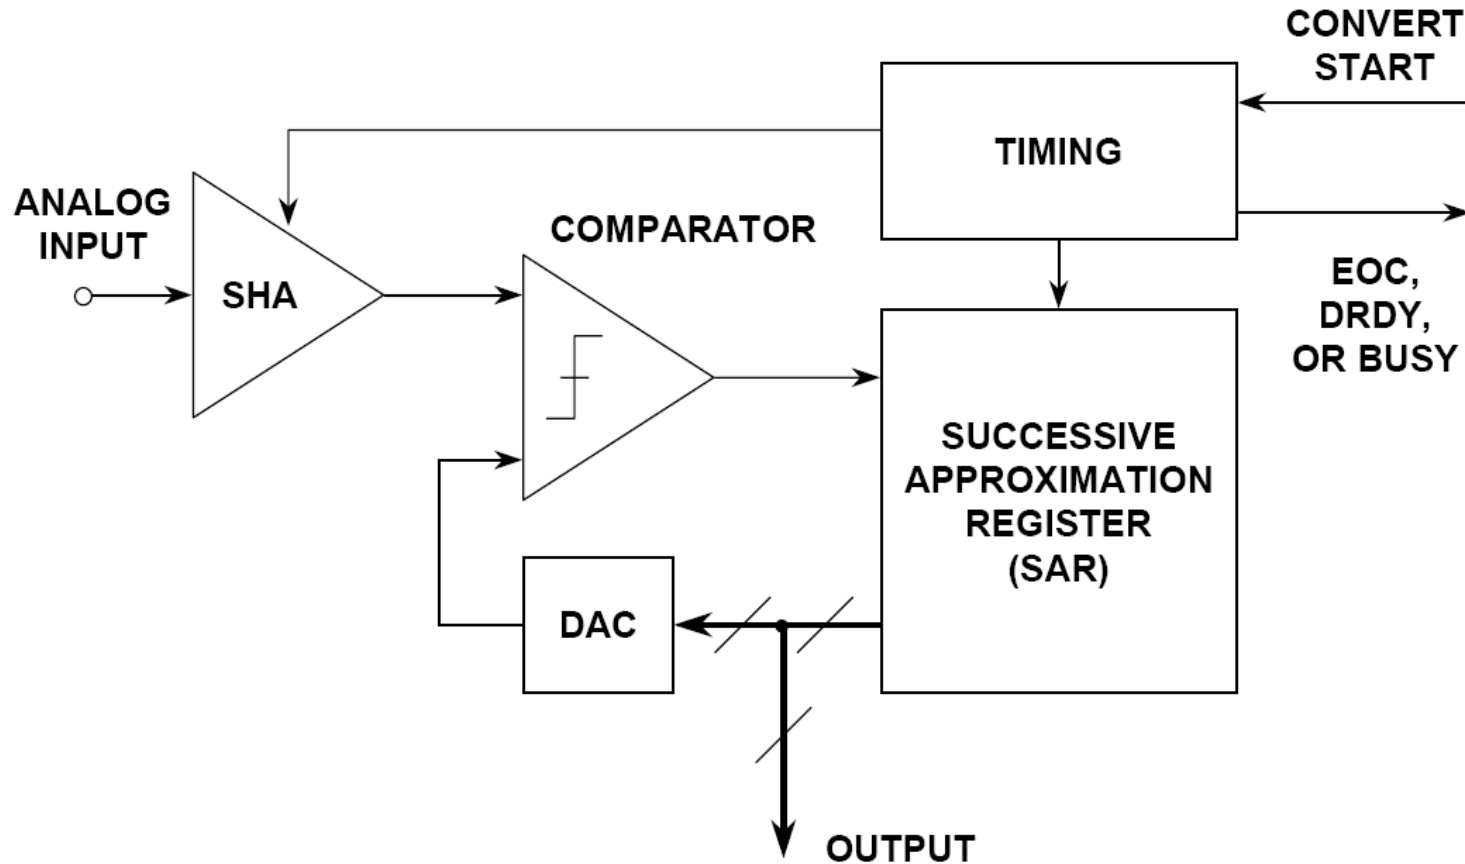 CONVERT
START
TIMING
ANALOG
INPUT
COMPARATOR
SHA
EOC,
DRDY,
OR BUSY
SUCCESSIVE
APPROXIMATION
REGISTER
(SAR)
DAC
OUTPUT